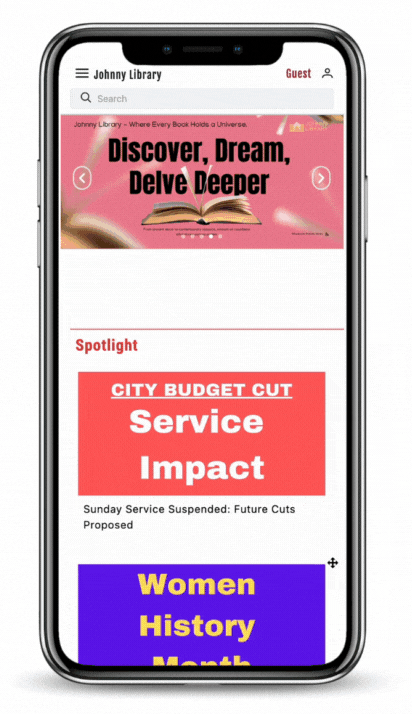 Johnny Library
Guest
Search
Johnny Library – Where Every Book Holds a Universe.
Discover, Dream,
Delve Deeper
Spotlight
CITY BUDGET CUT
Service
Impact
Sunday Service Suspended: Future Cuts
Proposed
Women
History
Month